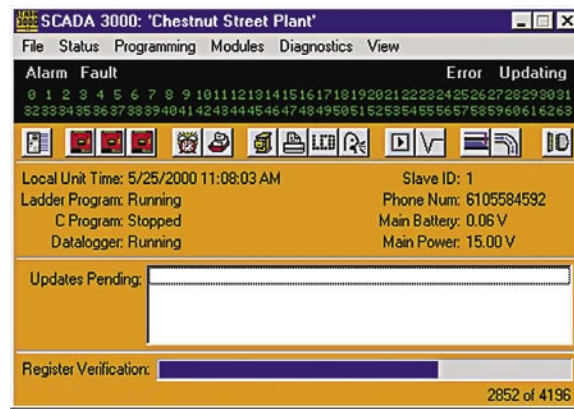 SCADA 3000: 'Chestnut Street Plant'
File Status Programming Modules Diagnostics View
Alarm Fault Error Updating
0 1 2 3 4 5 6 7 8 9 10 11 12 13 14 15 16 17 18 19 20 21 22 23 24 25 26 27 28 29 30 31
32 33 34 35 36 37 38 39 40 41 42 43 44 45 46 47 48 49 50 51 52 53 54 55 56 57 58 59 60 61 62 63
LCD
Local Unit Time: 5/25/2000 11:08:03 AM Slave ID: 1
Ladder Program: Running Phone Num: 6105584592
C Program: Stopped Main Battery: 0.06 V
Datalogger: Running Main Power: 15.00 V
Updates Pending:
Register Verification:
2852 of 4196